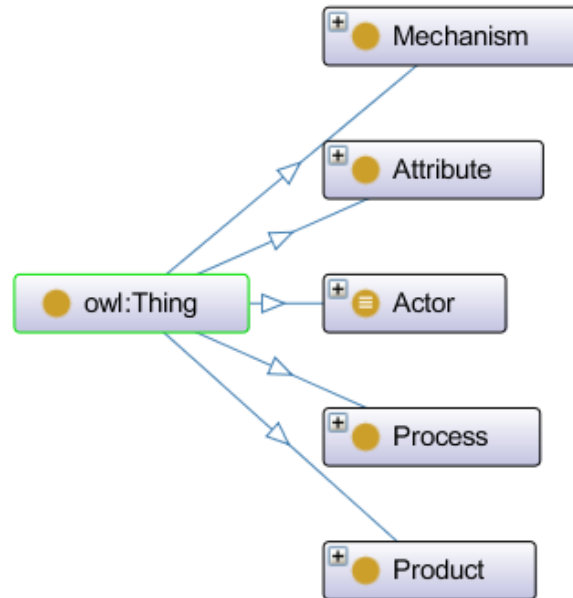 Mechanism
Attribute
owl:Thing
Actor
Process
Product